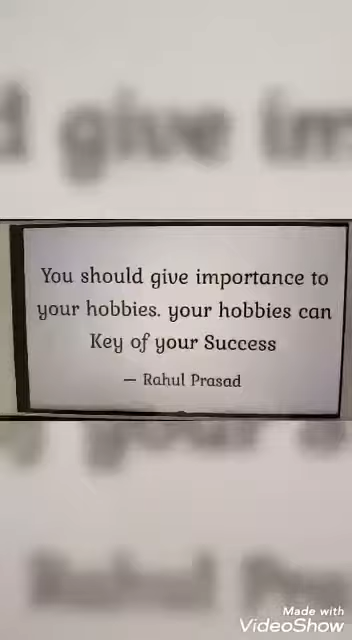 You should give importance to
your hobbies. your hobbies can
Key of your Success
— Rahul Prasad
Made with
VideoShow